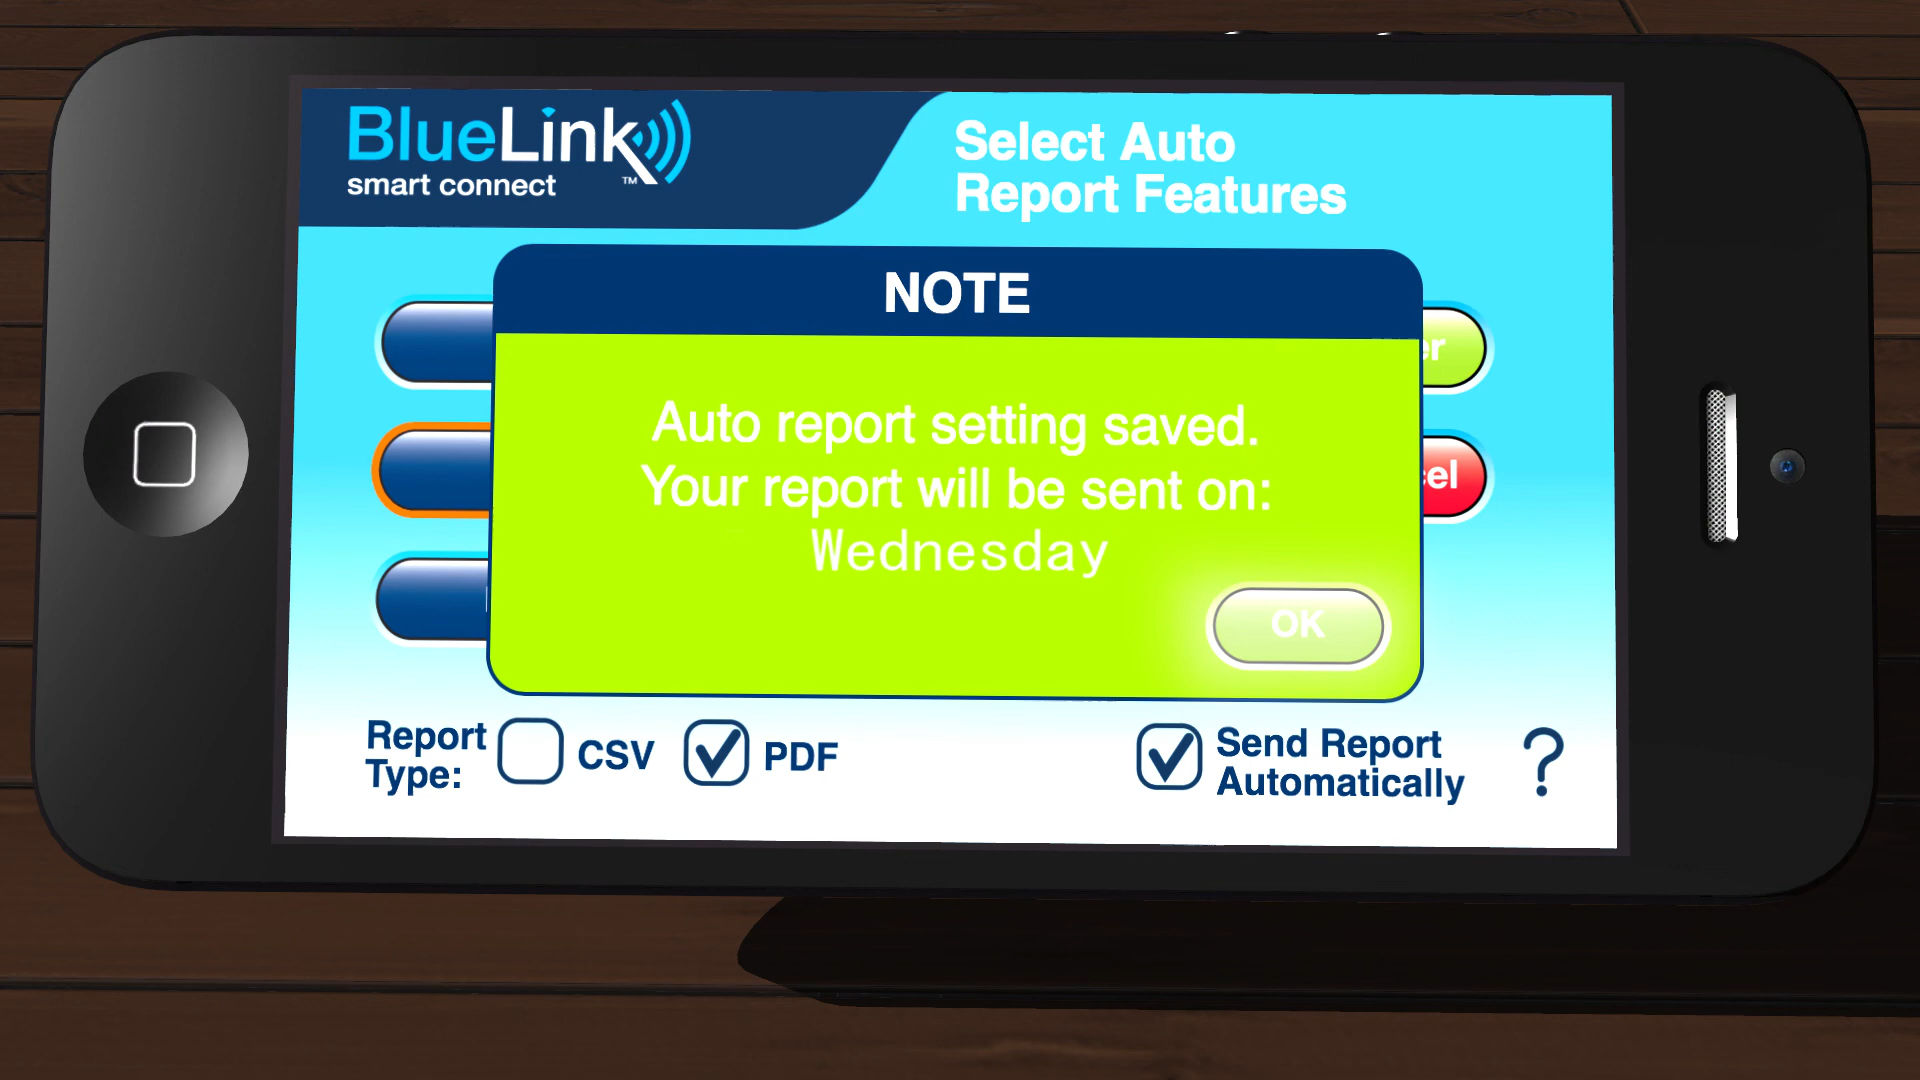 BlueLink
™
smart connect
Select Auto
Report Features
NOTE
Auto report setting saved.
Your report will be sent on:
Wednesday
OK
Report
Type:
CSV
PDF
Send Report
Automatically
?